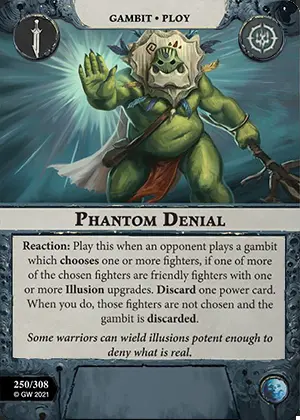 GAMBIT • PLOY
PHANTOM DENIAL
Reaction: Play this when an opponent plays a gambit
which chooses one or more fighters, if one of more
of the chosen fighters are friendly fighters with one
or more Illusion upgrades. Discard one power card.
When you do, those fighters are not chosen and the
gambit is discarded.
Some warriors can wield illusions potent enough to
deny what is real.
250/308
© GW 2021